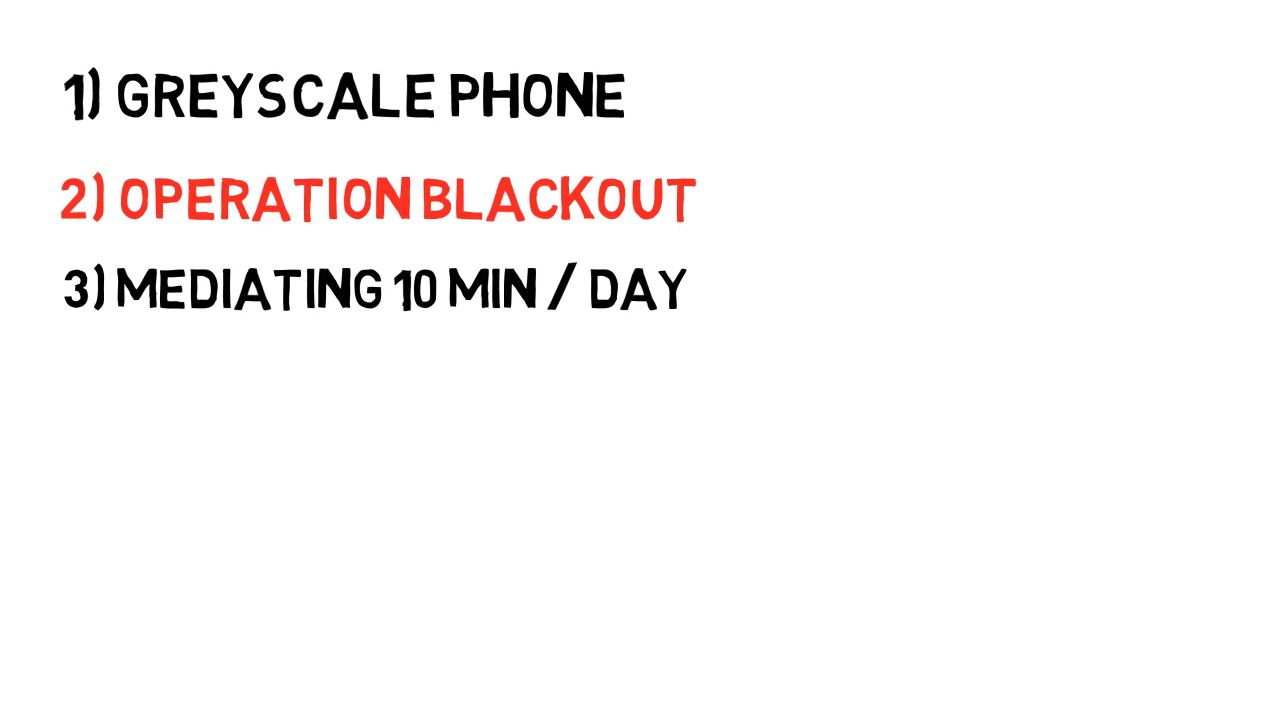 1) GREYSCALE PHONE
2) OPERATION BLACKOUT
3) MEDIATING 10 MIN / DAY